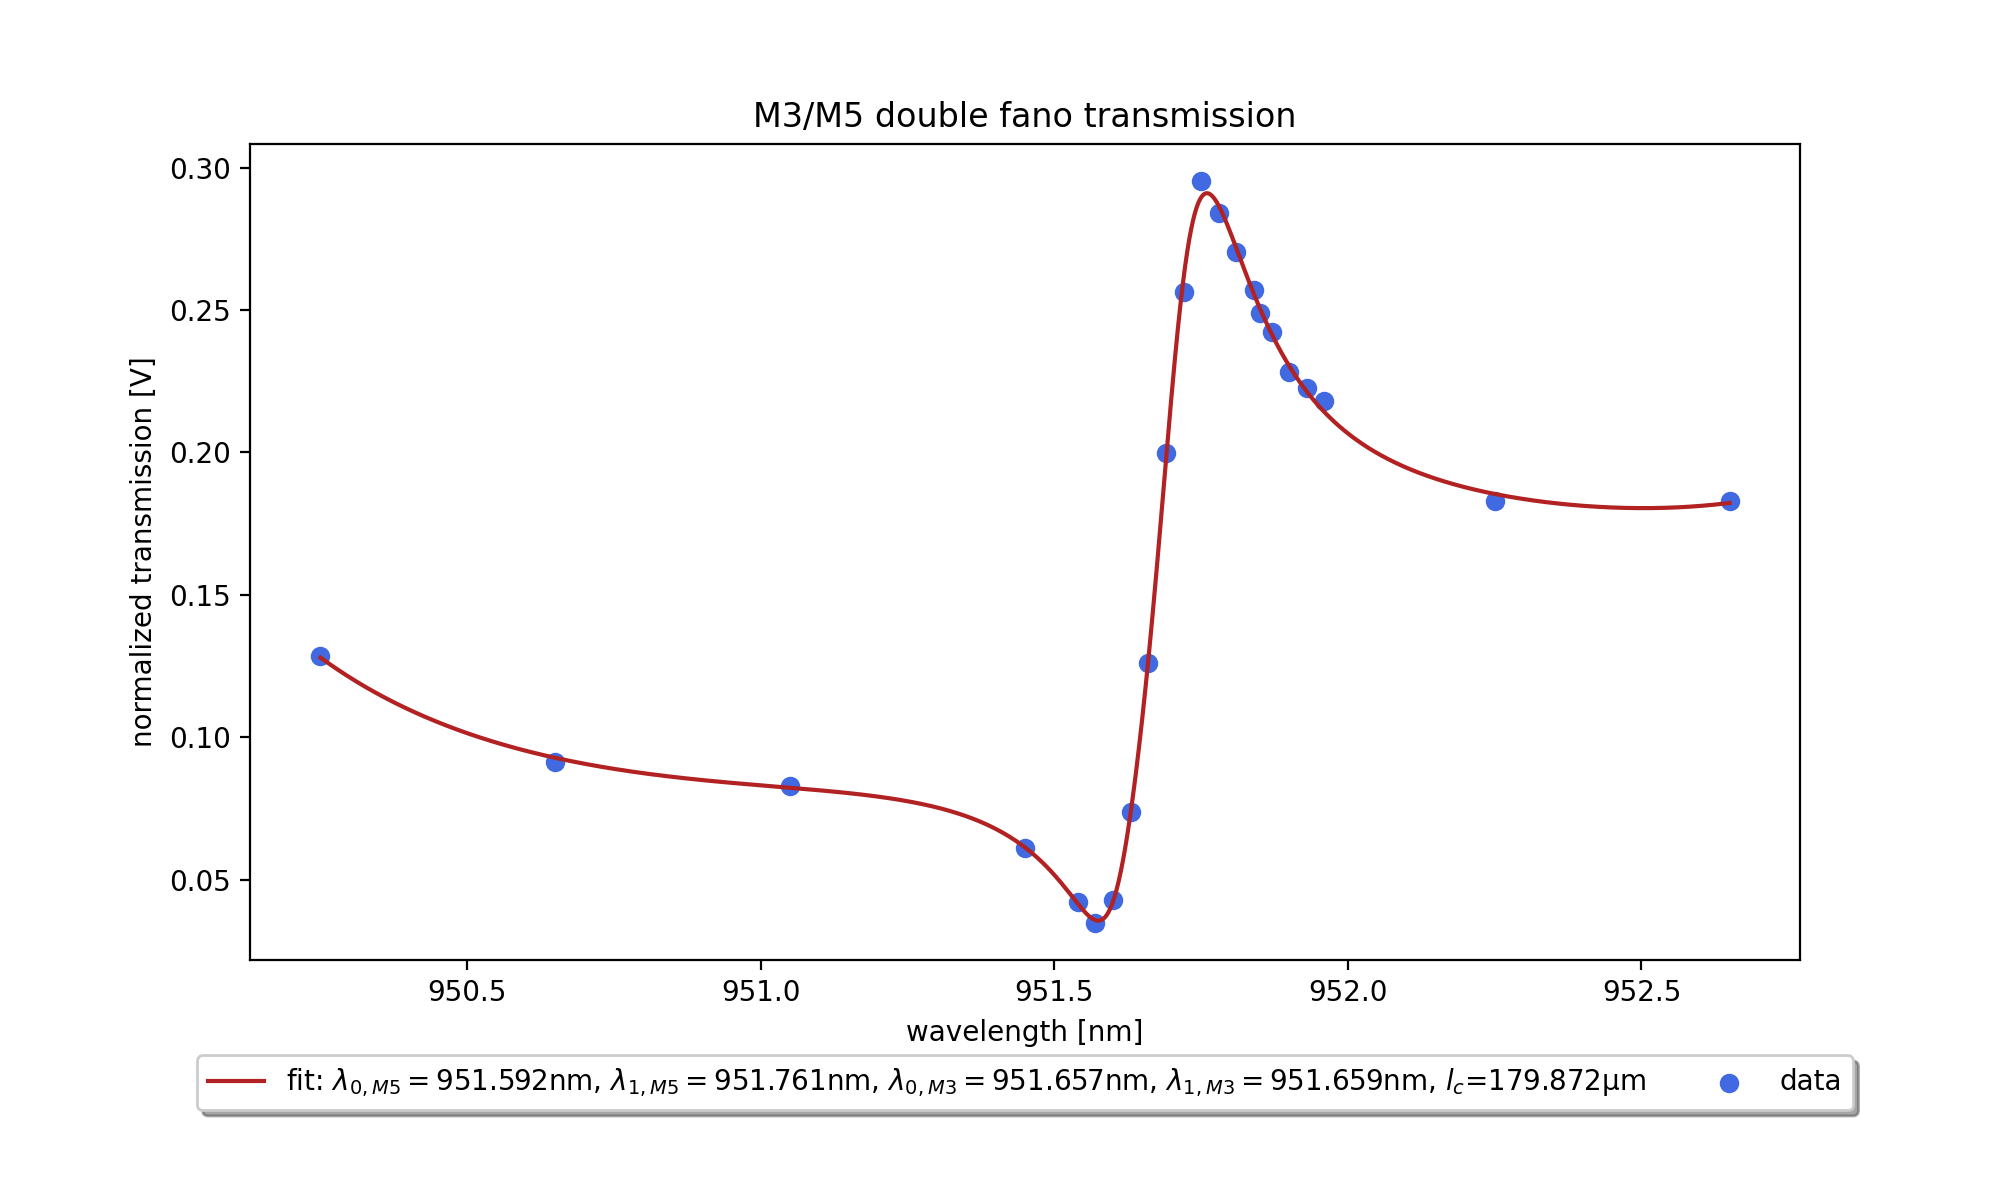 M3/M5 double fano transmission
normalized transmission [V]
0.30
0.25
0.20
0.15
0.10
0.05
950.5 951.0 951.5 952.0 952.5
wavelength [nm]
fit: λ0,M5 = 951.592nm, λ1,M5 = 951.761nm, λ0,M3 = 951.657nm, λ1,M3 = 951.659nm, lc=179.872μm data